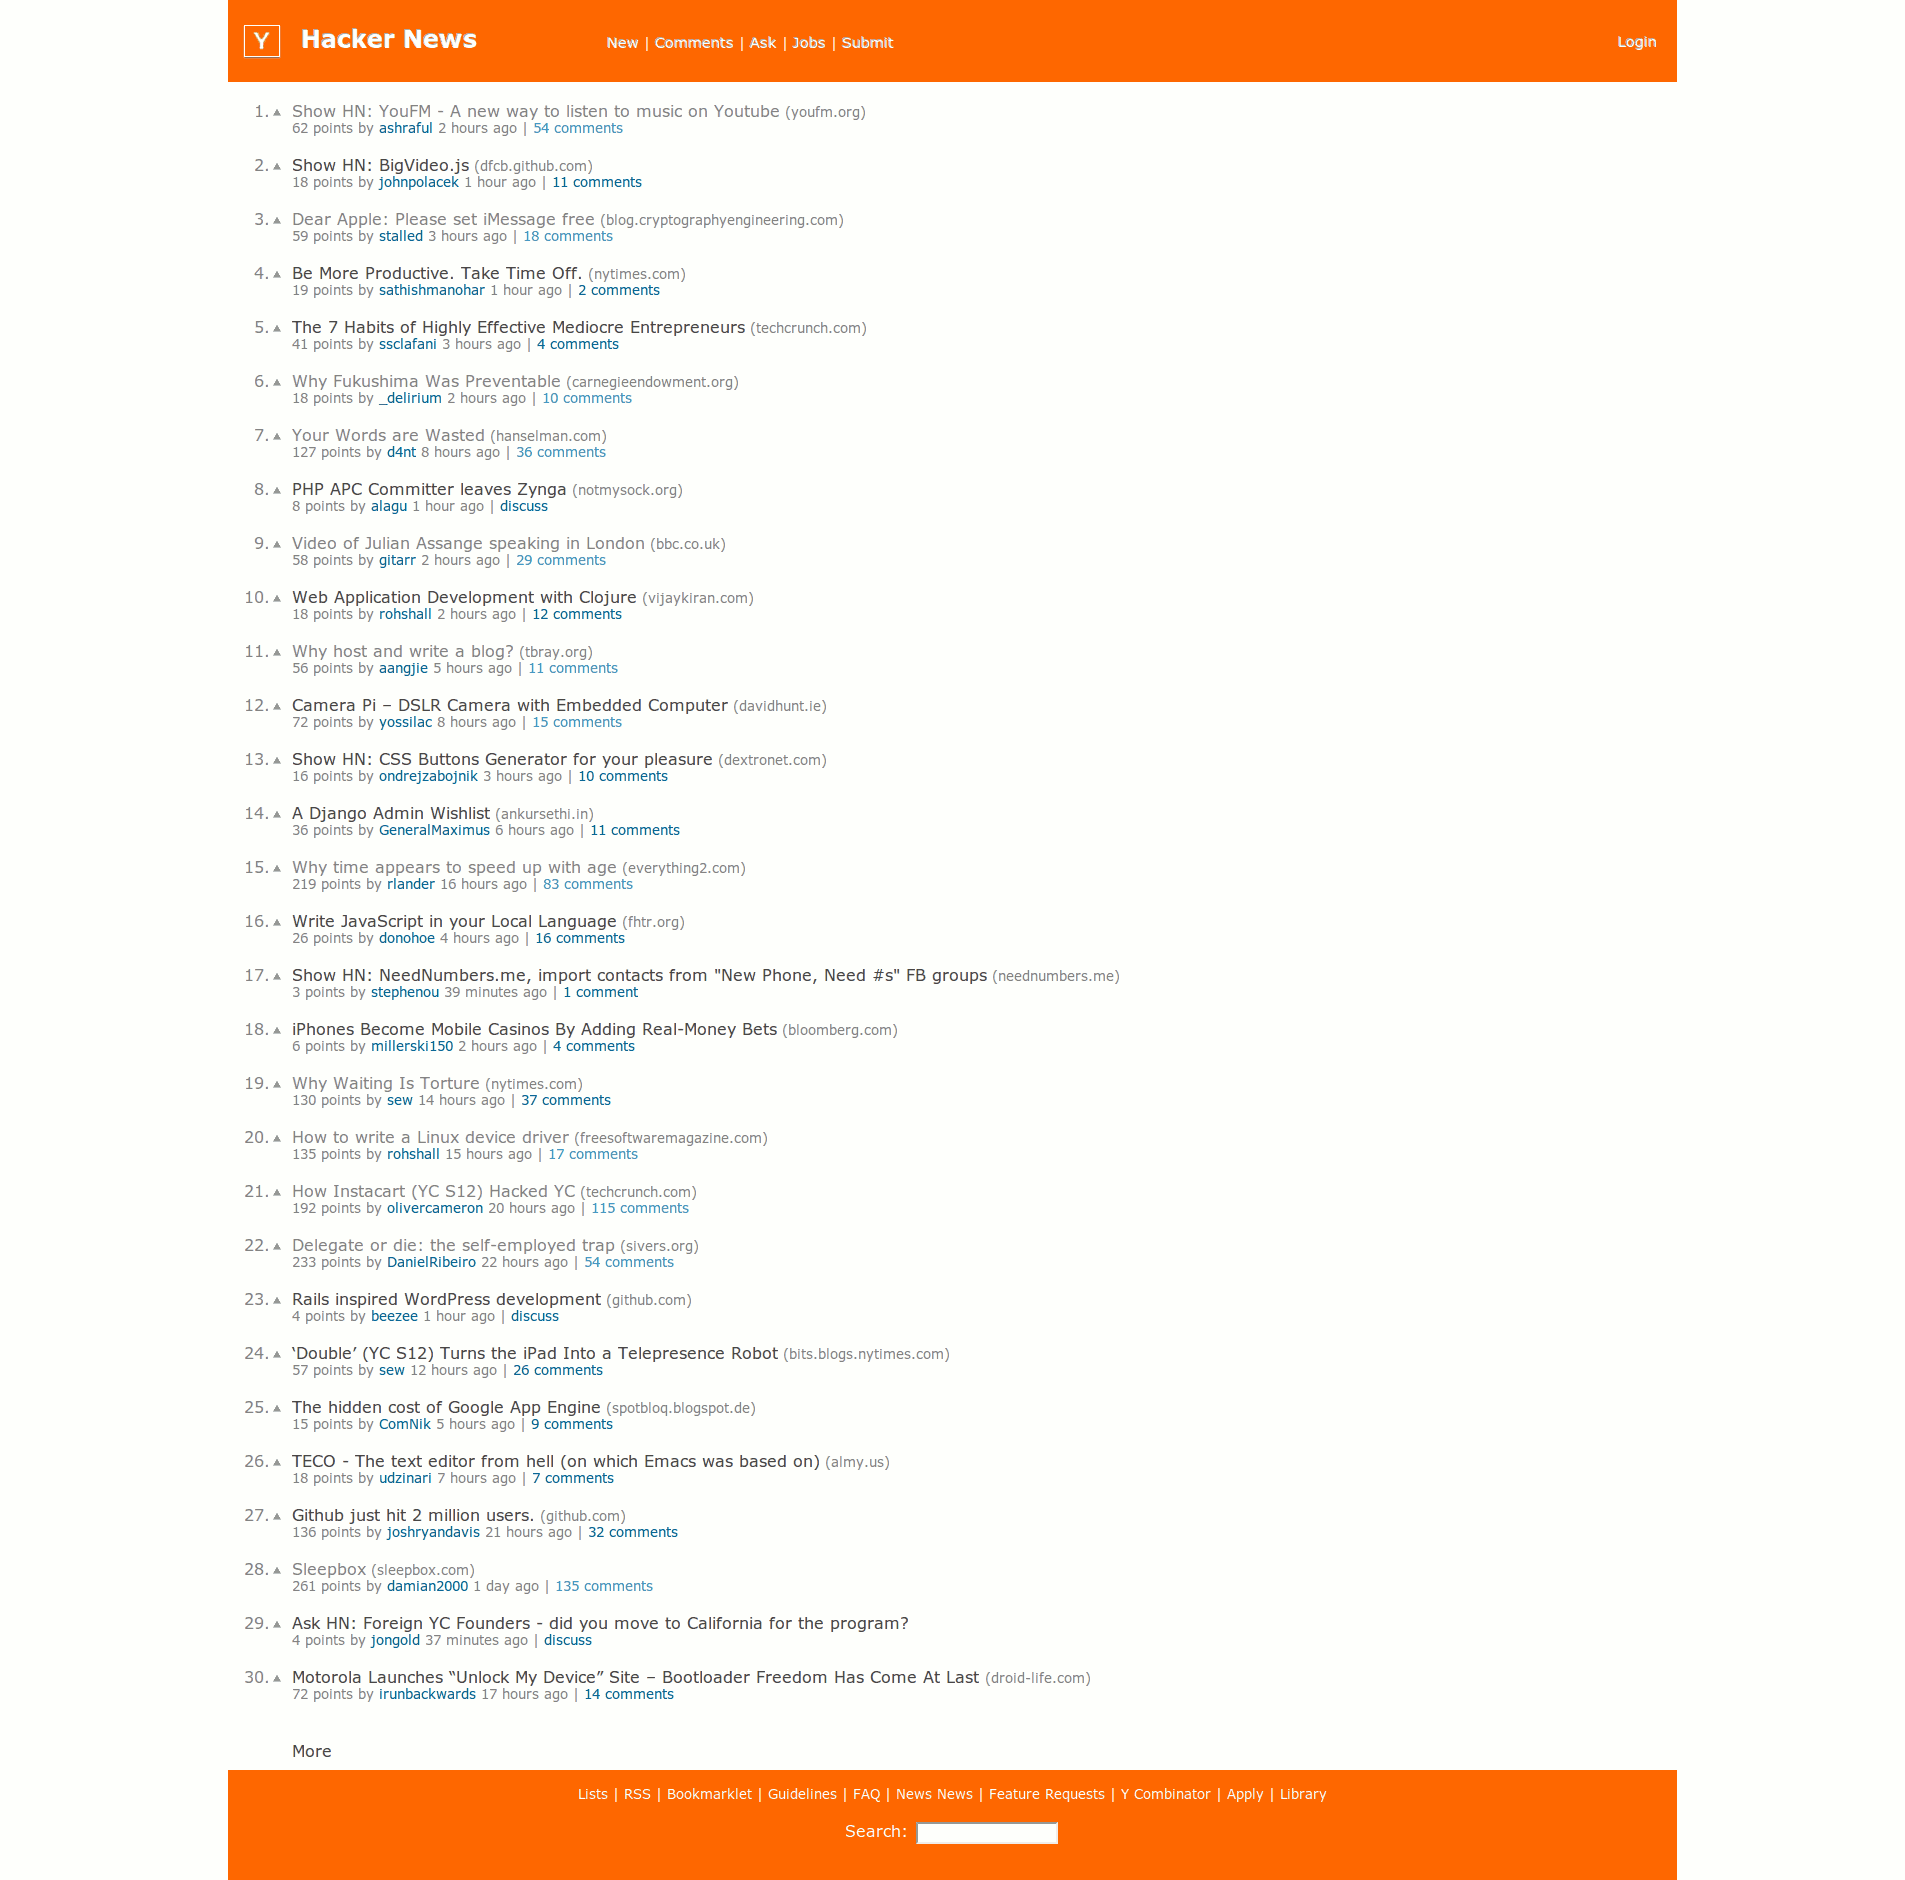 Y Hacker News New | Comments | Ask | Jobs | Submit Login
1. Show HN: YouFM - A new way to listen to music on Youtube (youfm.org)
62 points by ashraful 2 hours ago | 54 comments
2. Show HN: BigVideo.js (dfcb.github.com)
18 points by johnpolacek 1 hour ago | 11 comments
3. Dear Apple: Please set iMessage free (blog.cryptographyengineering.com)
59 points by stalled 3 hours ago | 18 comments
4. Be More Productive. Take Time Off. (nytimes.com)
19 points by sathishmanohar 1 hour ago | 2 comments
5. The 7 Habits of Highly Effective Mediocre Entrepreneurs (techcrunch.com)
41 points by ssclafani 3 hours ago | 4 comments
6. Why Fukushima Was Preventable (carnegieendowment.org)
18 points by _delirium 2 hours ago | 10 comments
7. Your Words are Wasted (hanselman.com)
127 points by d4nt 8 hours ago | 36 comments
8. PHP APC Committer leaves Zynga (notmysock.org)
8 points by alagu 1 hour ago | discuss
9. Video of Julian Assange speaking in London (bbc.co.uk)
58 points by gitarr 2 hours ago | 29 comments
10. Web Application Development with Clojure (vijaykiran.com)
18 points by rohshall 2 hours ago | 12 comments
11. Why host and write a blog? (tbray.org)
56 points by aangjie 5 hours ago | 11 comments
12. Camera Pi – DSLR Camera with Embedded Computer (davidhunt.ie)
72 points by yossilac 8 hours ago | 15 comments
13. Show HN: CSS Buttons Generator for your pleasure (dextronet.com)
16 points by ondrejzabojnik 3 hours ago | 10 comments
14. A Django Admin Wishlist (ankursethi.in)
36 points by GeneralMaximus 6 hours ago | 11 comments
15. Why time appears to speed up with age (everything2.com)
219 points by rlander 16 hours ago | 83 comments
16. Write JavaScript in your Local Language (fhtr.org)
26 points by donohoe 4 hours ago | 16 comments
17. Show HN: NeedNumbers.me, import contacts from "New Phone, Need #s" FB groups (neednumbers.me)
3 points by stephenou 39 minutes ago | 1 comment
18. iPhones Become Mobile Casinos By Adding Real-Money Bets (bloomberg.com)
6 points by millerski150 2 hours ago | 4 comments
19. Why Waiting Is Torture (nytimes.com)
130 points by sew 14 hours ago | 37 comments
20. How to write a Linux device driver (freesoftwaremagazine.com)
135 points by rohshall 15 hours ago | 17 comments
21. How Instacart (YC S12) Hacked YC (techcrunch.com)
192 points by olivercameron 20 hours ago | 115 comments
22. Delegate or die: the self-employed trap (sivers.org)
233 points by DanielRibeiro 22 hours ago | 54 comments
23. Rails inspired WordPress development (github.com)
4 points by beezee 1 hour ago | discuss
24. ‘Double’ (YC S12) Turns the iPad Into a Telepresence Robot (bits.blogs.nytimes.com)
57 points by sew 12 hours ago | 26 comments
25. The hidden cost of Google App Engine (spotbloq.blogspot.de)
15 points by ComNik 5 hours ago | 9 comments
26. TECO - The text editor from hell (on which Emacs was based on) (almy.us)
18 points by udzinari 7 hours ago | 7 comments
27. Github just hit 2 million users. (github.com)
136 points by joshryandavis 21 hours ago | 32 comments
28. Sleepbox (sleepbox.com)
261 points by damian2000 1 day ago | 135 comments
29. Ask HN: Foreign YC Founders - did you move to California for the program?
4 points by jongold 37 minutes ago | discuss
30. Motorola Launches “Unlock My Device” Site – Bootloader Freedom Has Come At Last (droid-life.com)
72 points by irunbackwards 17 hours ago | 14 comments
More
Lists | RSS | Bookmarklet | Guidelines | FAQ | News News | Feature Requests | Y Combinator | Apply | Library
Search: